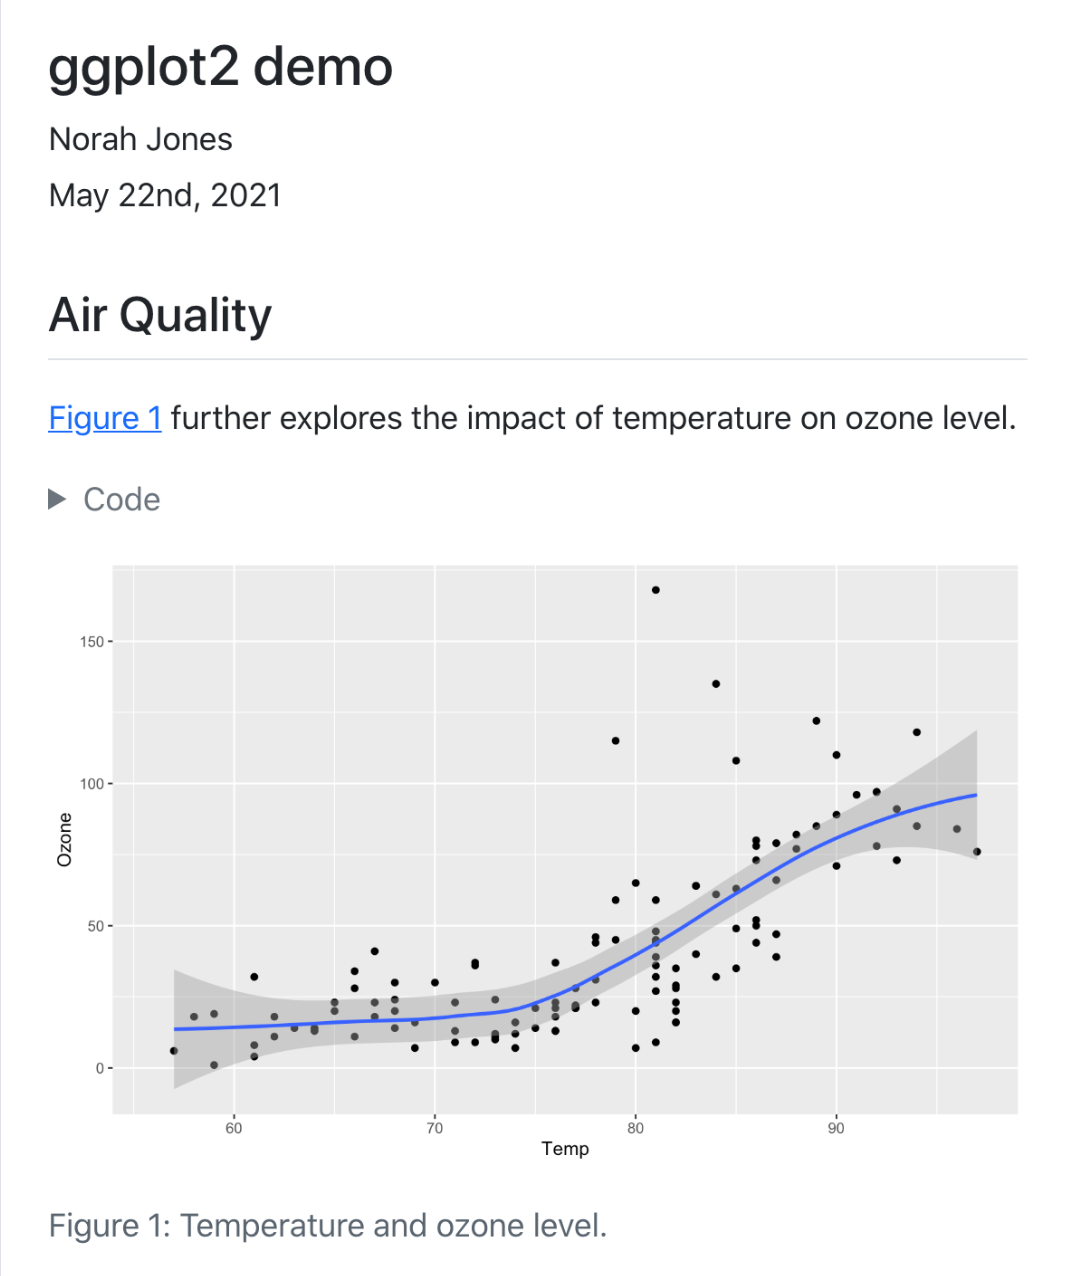 ggplot2 demo
Norah Jones
May 22nd, 2021
Air Quality
Figure 1 further explores the impact of temperature on ozone level.
Code
150
100
50
0
Ozone
60 70 80 90
Temp
Figure 1: Temperature and ozone level.